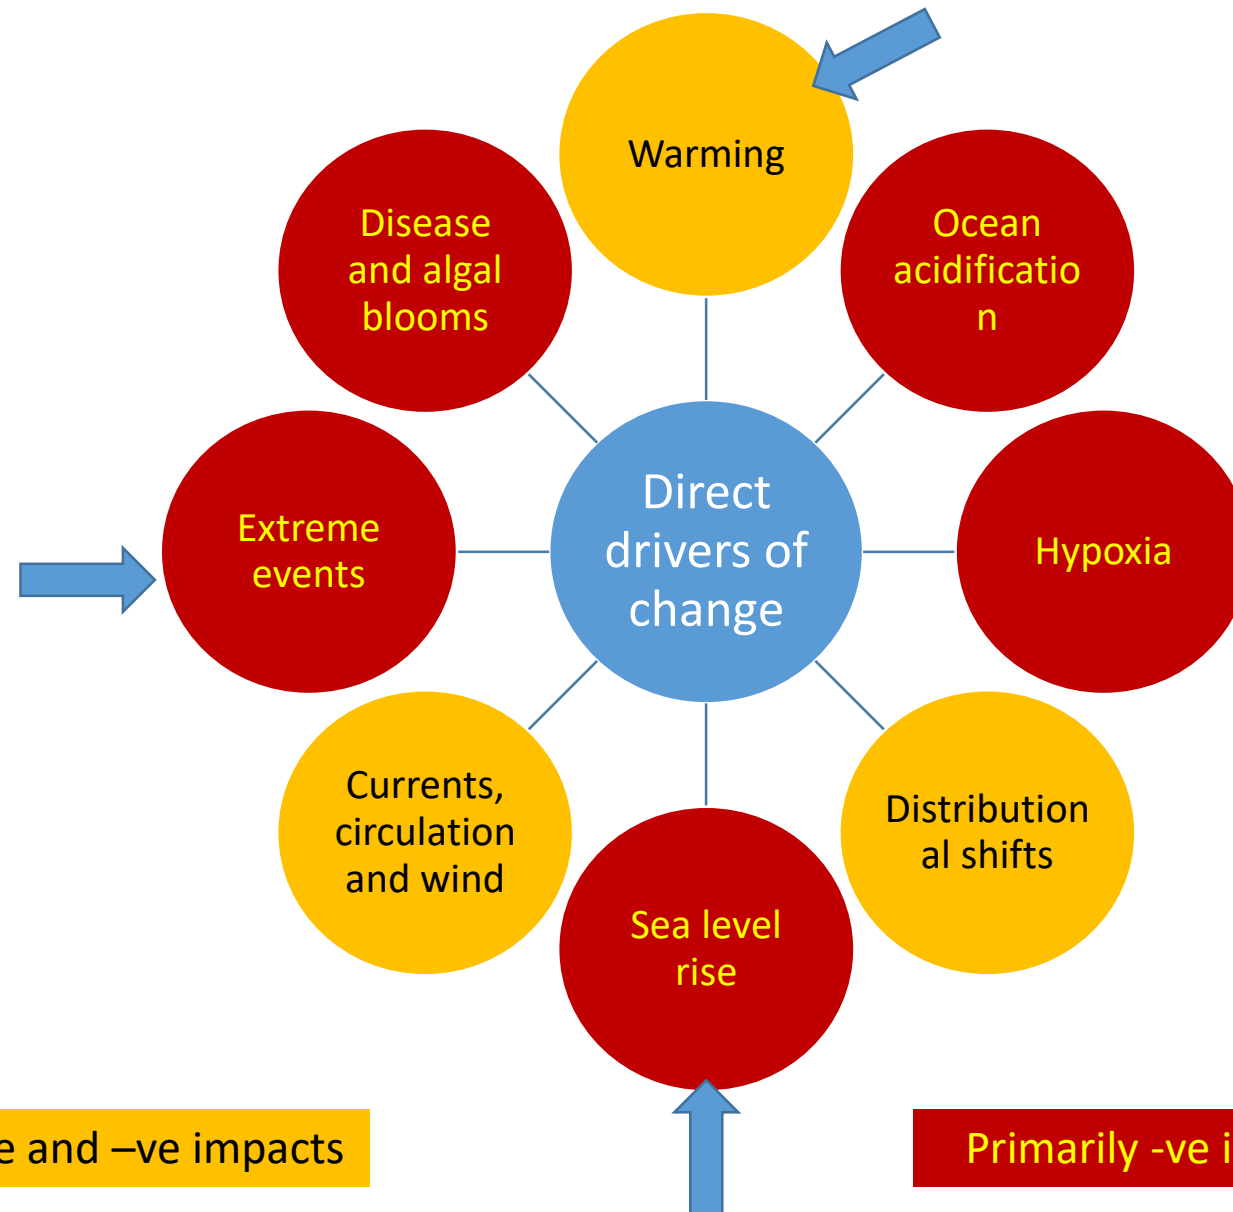 Warming
Disease
and algal
blooms
Ocean
acidificatio
n
Extreme
events
Direct
drivers of
change
Hypoxia
Currents,
circulation
and wind
Distribution
al shifts
Sea level
rise
e and –ve impacts
Primarily -ve i